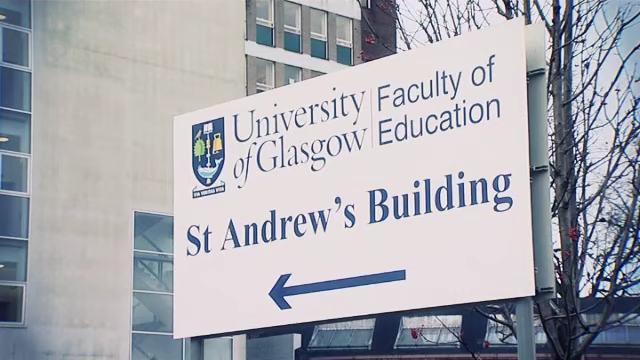 University
of Glasgow
Faculty of
Education
St Andrew's Building